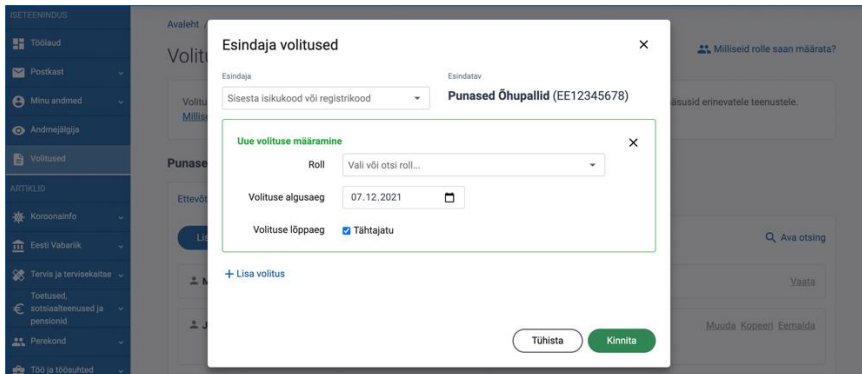 ISETEENINDUS
Töölaud
Postkast
Minu andmed
Andmejälgija
Volitused
ARTIKLID
Koroonainfo
Eesti Vabariik
Tervis ja tervisekaitse
Toetused,
sotsiaalteenused ja
pensionid
Perekond
Töö ja töösuhted
Avaleht /
Milliseid rolle saan määrata?
Esindaja volitused
Esindaja
Sisesta isikukood või registrikood
Esindatav
Punased Õhupallid (EE12345678)
Uue volituse määramine
Roll
Vali või otsi roll...
Volituse algusaeg
07.12.2021
Volituse lõppaeg
Tähtajatu
+ Lisa volitus
Tühista
Kinnita
erinevatele teenustele.
Ava otsing
Vaata
Muuda Kopeeri Eemalda